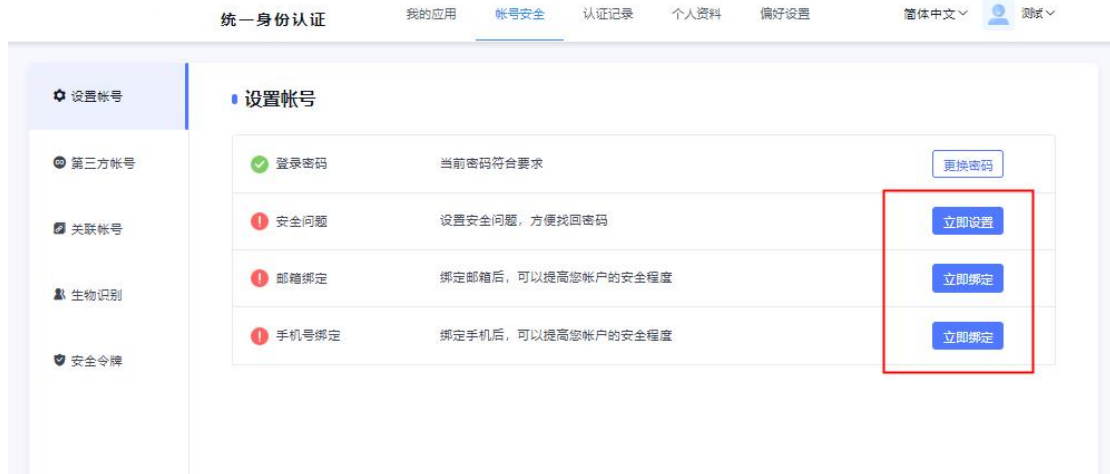 统一身份认证 我的应用 帐号安全 认证记录 个人资料 偏好设置 简体中文 测试
设置帐号
第三方帐号
关联帐号
生物识别
安全令牌
设置帐号
登录密码 当前密码符合要求 更换密码
安全问题 设置安全问题，方便找回密码 立即设置
邮箱绑定 绑定邮箱后，可以提高您帐户的安全程度 立即绑定
手机号绑定 绑定手机后，可以提高您帐户的安全程度 立即绑定